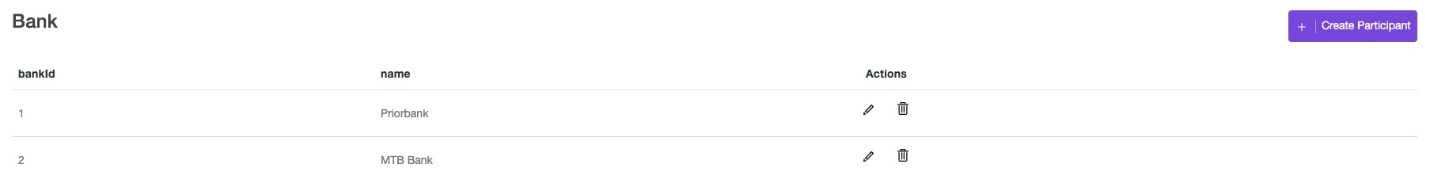 Bank
+ | Create Participant
bankId name Actions
1 Priorbank
2 MTB Bank